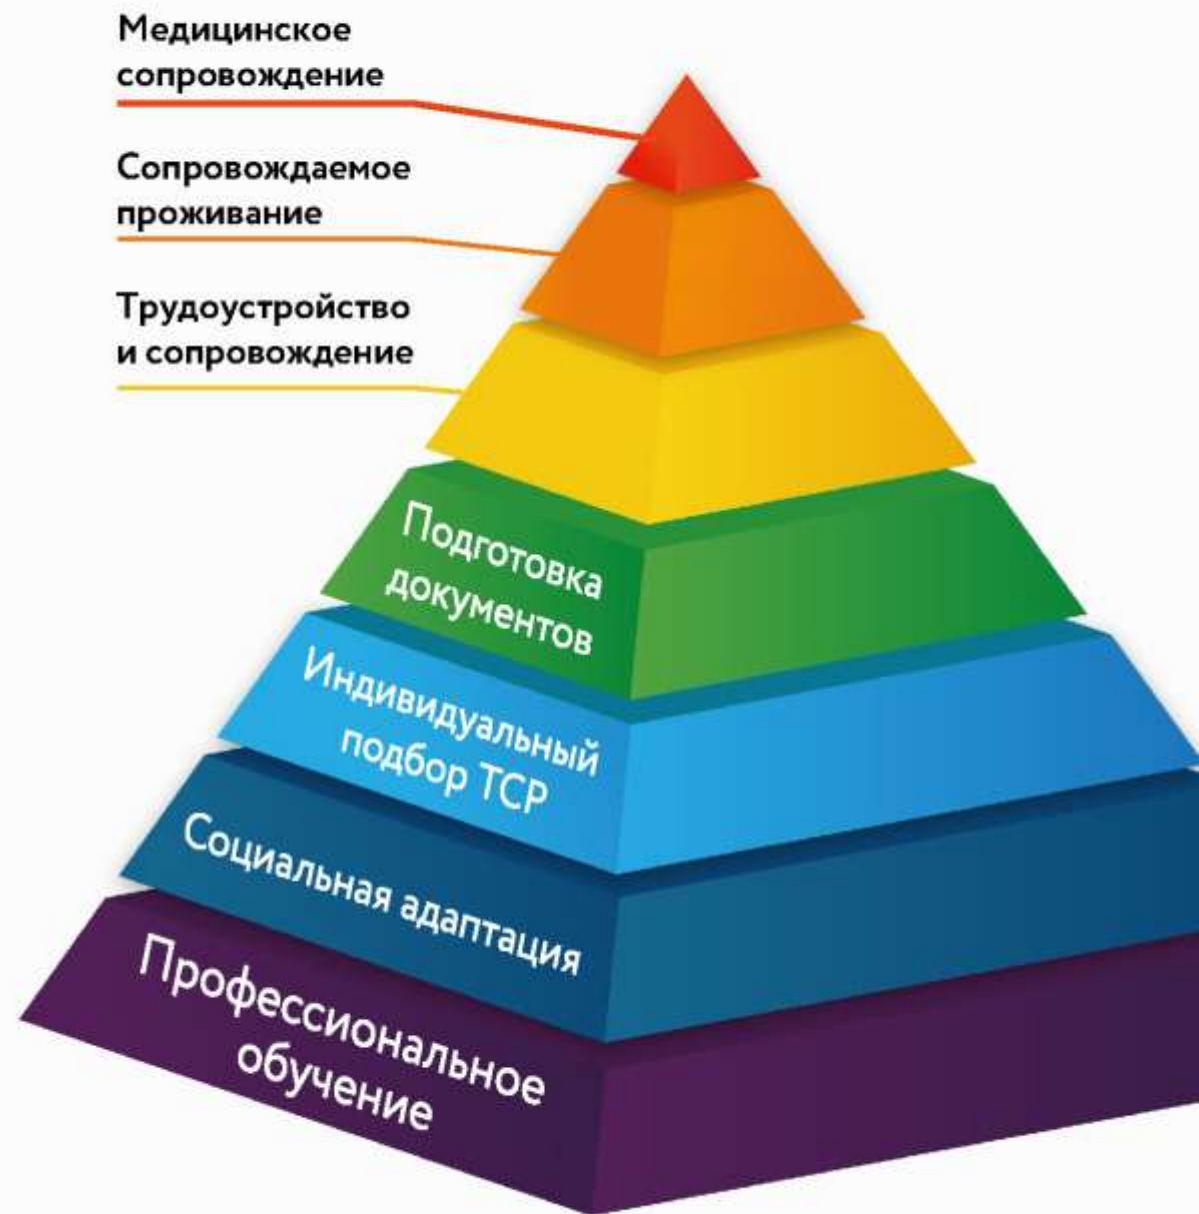 Медицинское
сопровождение
Сопровождаемое
проживание
Трудоустройство
и сопровождение
Подготовка
документов
Индивидуальный
подбор ТСР
Социальная адаптация
Профессиональное
обучение